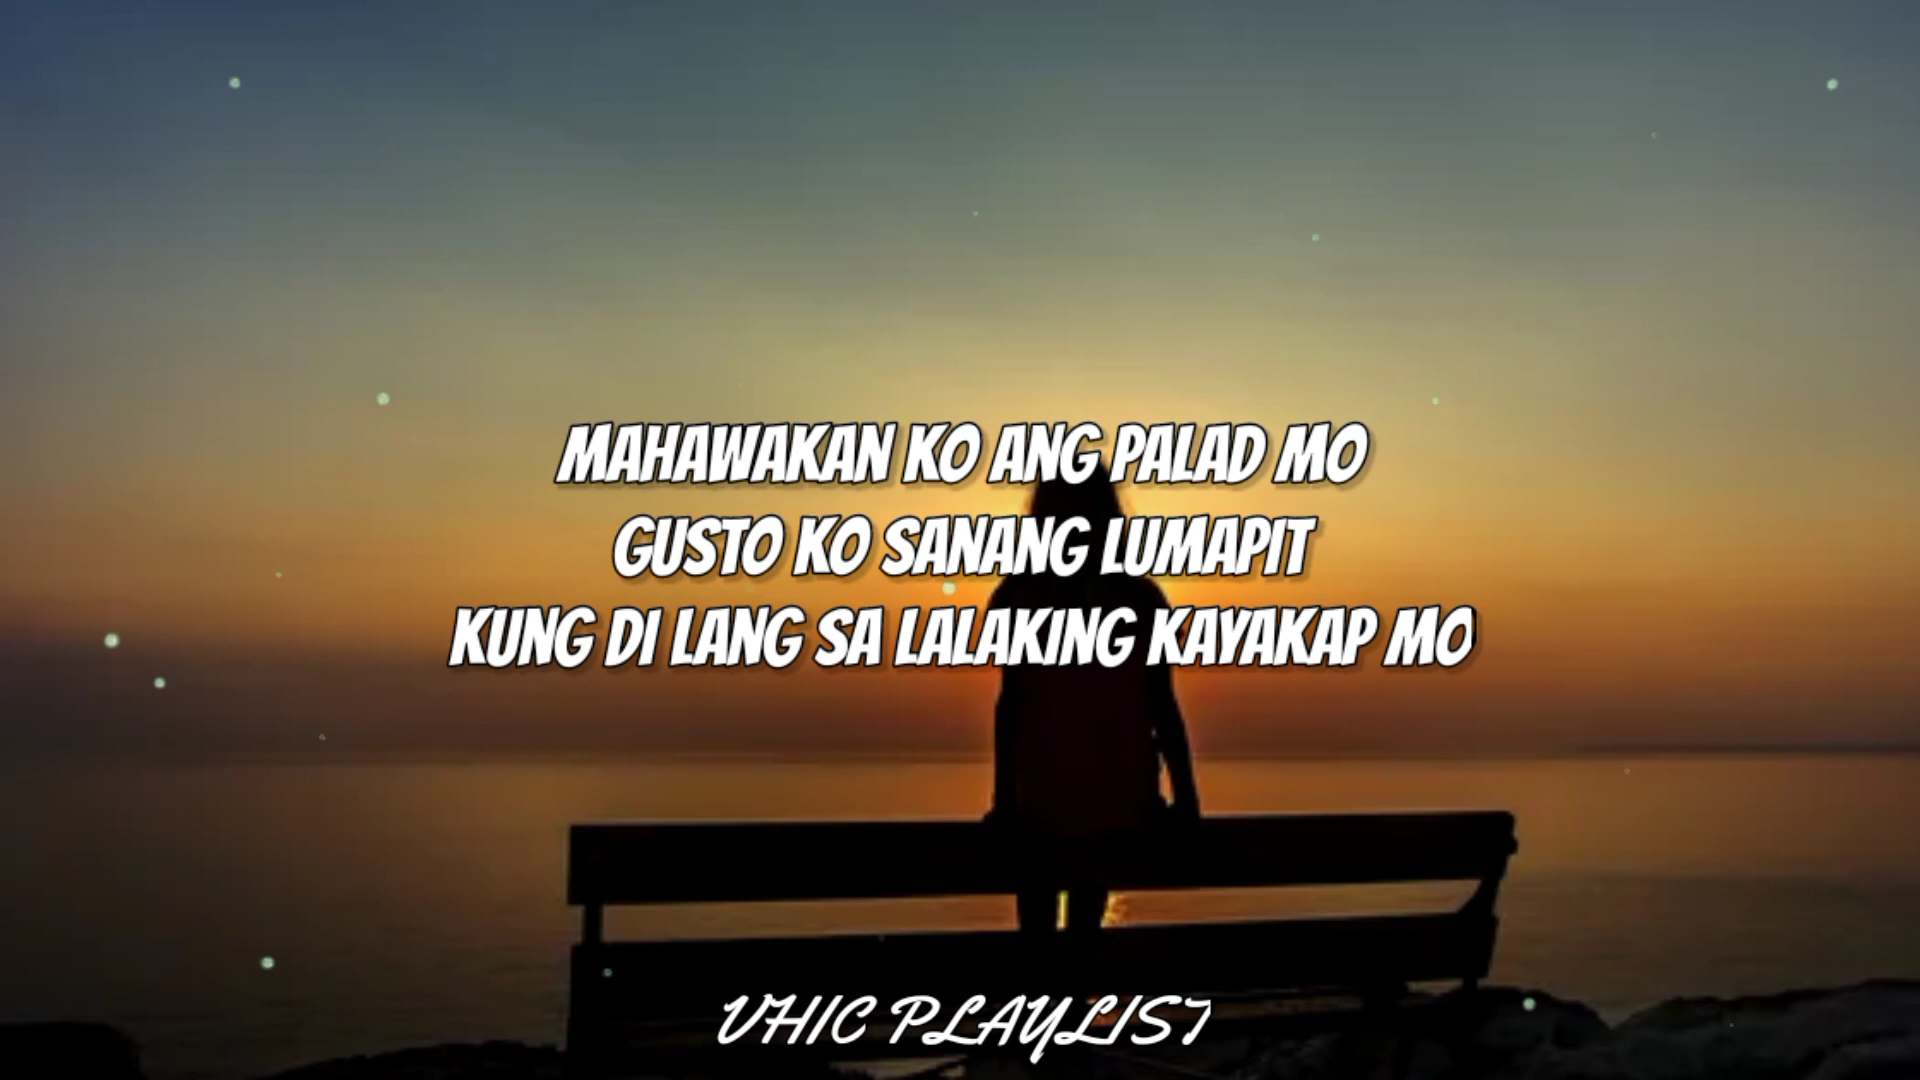 MAHAWAKAN KO ANG PALAD MO
GUSTO KO SANANG LUMAPIT
KUNG DI LANG SA LALAKING KAYAKAP MO
VHIC PLAYLIST